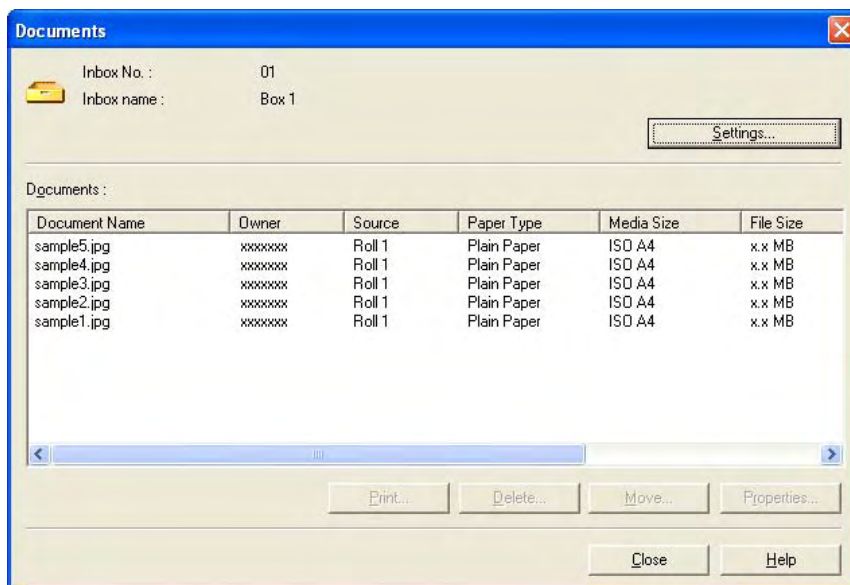 Documents
Inbox No. : 01
Inbox name : Box 1
Settings...
Documents :
Document Name Owner Source Paper Type Media Size File Size
sample5.jpg xxxxxxx Roll 1 Plain Paper ISO A4 x.x MB
sample4.jpg xxxxxxx Roll 1 Plain Paper ISO A4 x.x MB
sample3.jpg xxxxxxx Roll 1 Plain Paper ISO A4 x.x MB
sample2.jpg xxxxxxx Roll 1 Plain Paper ISO A4 x.x MB
sample1.jpg xxxxxxx Roll 1 Plain Paper ISO A4 x.x MB
Print... Delete... Move... Properties...
Close Help